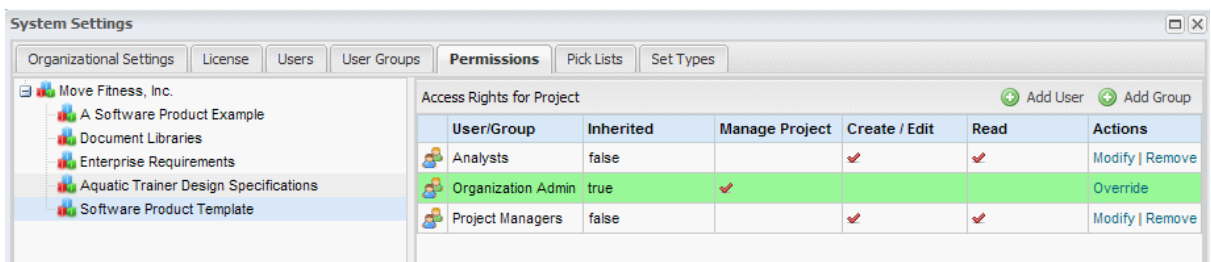 System Settings
Organizational Settings License Users User Groups Permissions Pick Lists Set Types
Move Fitness, Inc.
A Software Product Example
Document Libraries
Enterprise Requirements
Aquatic Trainer Design Specifications
Software Product Template
Access Rights for Project Add User Add Group
User/Group Inherited Manage Project Create / Edit Read Actions
Analysts false Modify | Remove
Organization Admin true Override
Project Managers false Modify | Remove